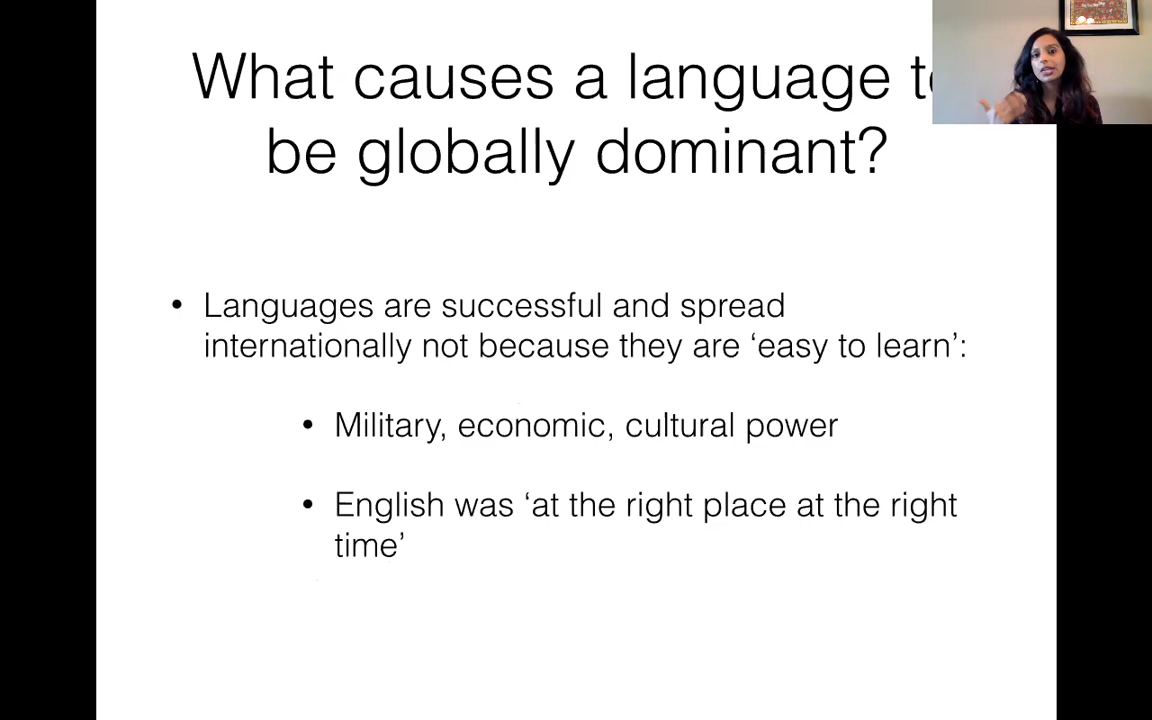 What causes a language to
be globally dominant?
• Languages are successful and spread
internationally not because they are ‘easy to learn’:
• Military, economic, cultural power
• English was ‘at the right place at the right
time’